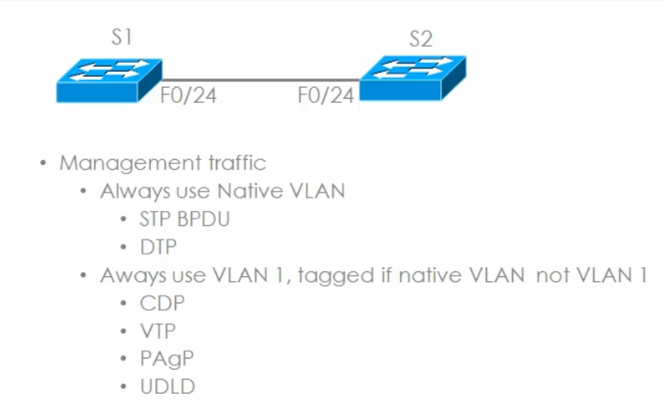 S1
S2
F0/24
F0/24
• Management traffic
• Always use Native VLAN
• STP BPDU
• DTP
• Aways use VLAN 1, tagged if native VLAN not VLAN 1
• CDP
• VTP
• PAgP
• UDLD